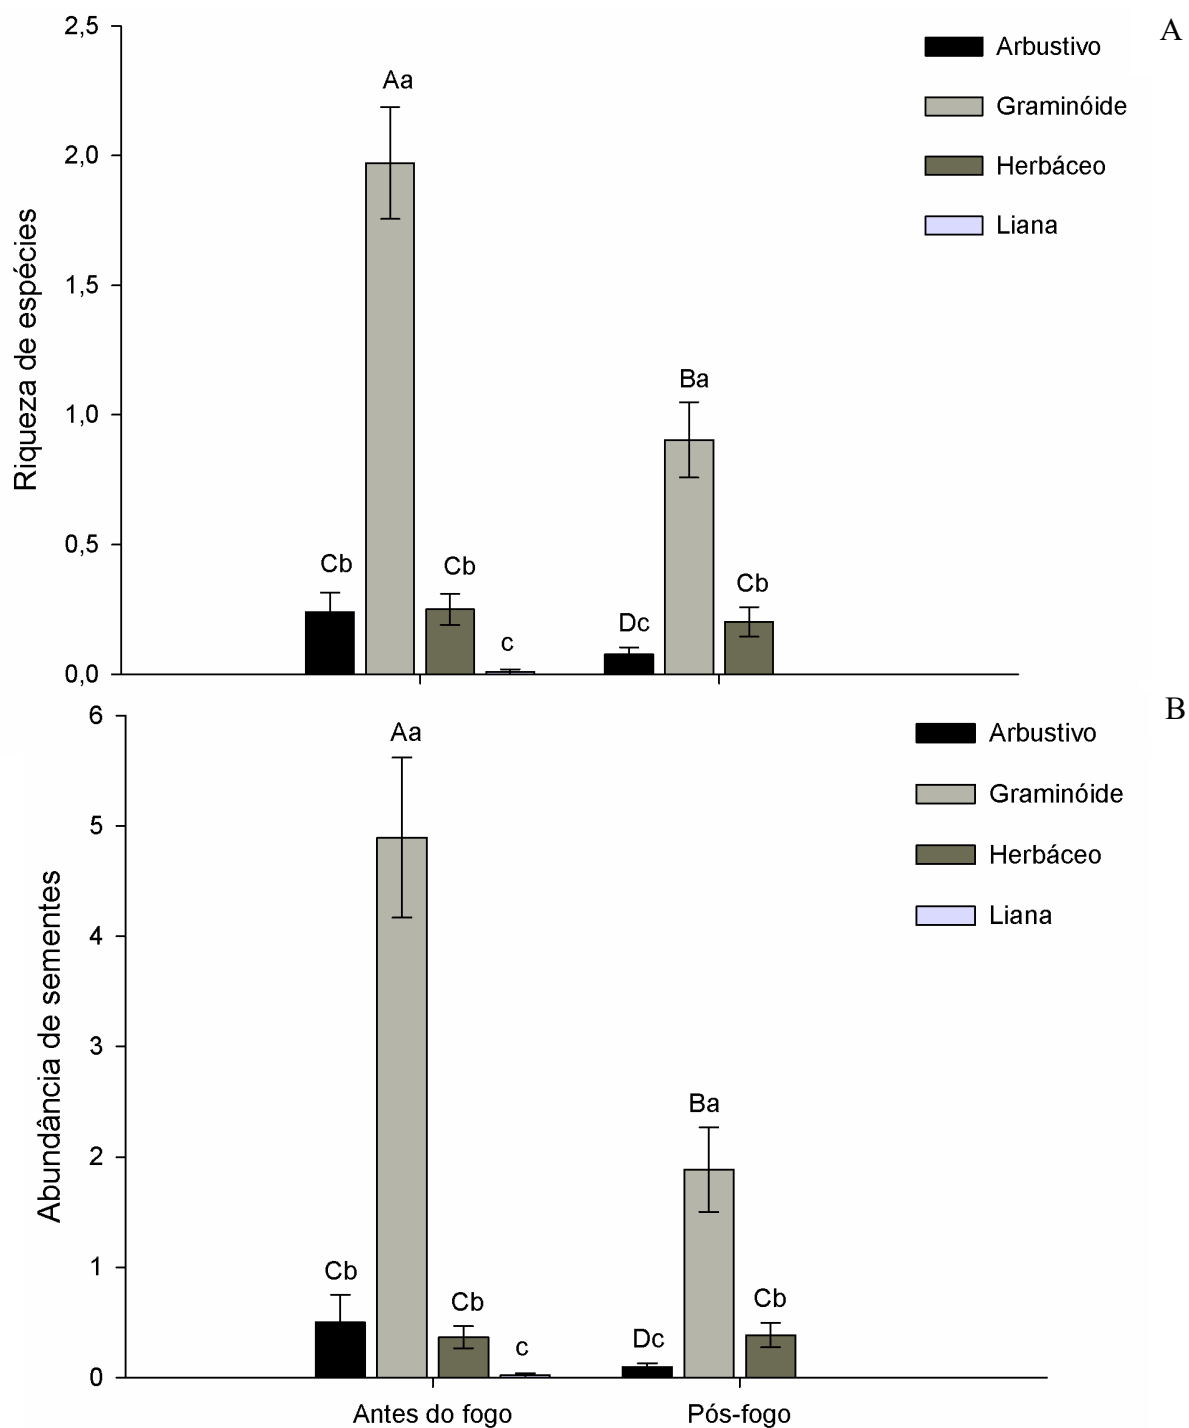 A
Riqueza de espécies
2,5
2,0
1,5
1,0
0,5
0,0
Arbustivo
Graminóide
Herbáceo
Liana
Aa
Ba
Cb
Cb
c
Dc
Cb
B
Abundância de sementes
6
5
4
3
2
1
0
Arbustivo
Graminóide
Herbáceo
Liana
Aa
Ba
Cb
Cb
c
Dc
Cb
Antes do fogo
Pós-fogo